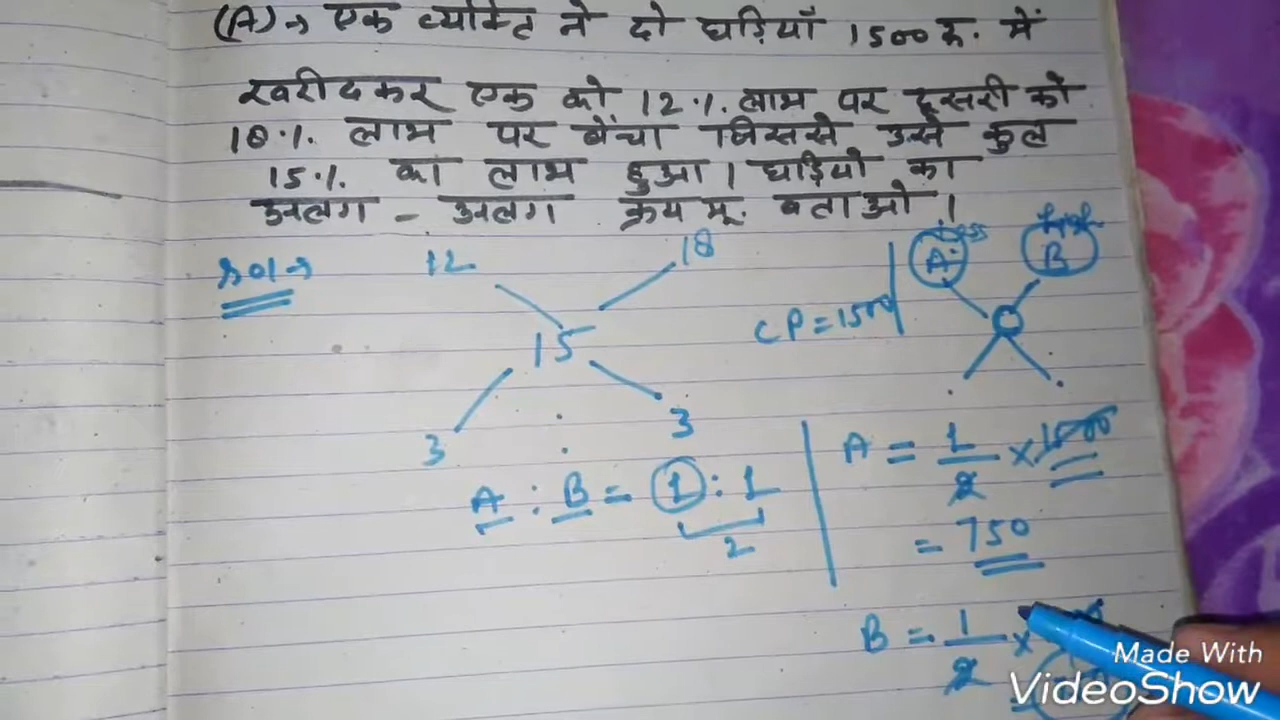 (A)→ एक व्यक्ति ने दो घड़ियाँ 1500 रू. में
खरीदकर एक को 12.%. लाभ पर दूसरी को
18.%. लाभ पर बेंचा जिससे उसे कुल
15.%. का लाभ हुआ। घड़ियो का
अलग - अलग क्रय मू. बताओ।
Sol→
12 18
15
3 3
A : B = 1 : 1
2
A B
CP = 1500
A = 1/2 × 1500
= 750
B = 1/2 ×
Made With
VideoShow